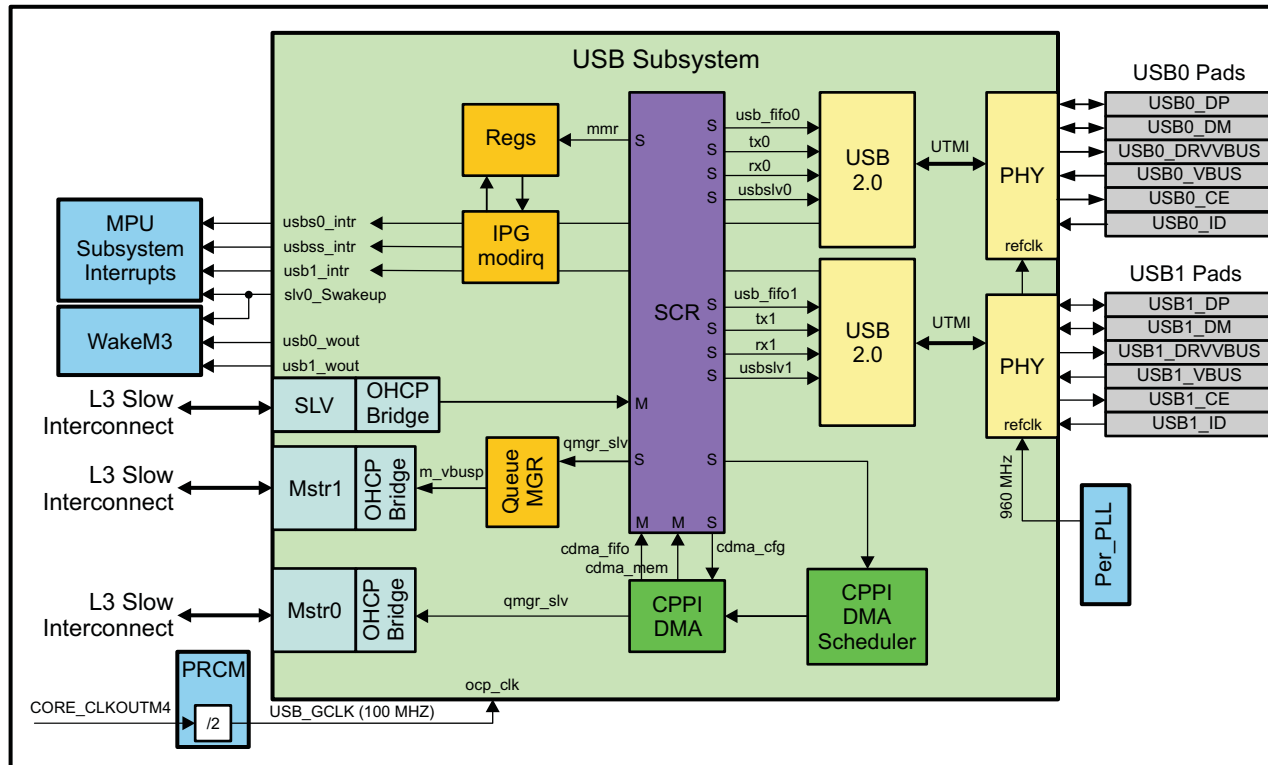 USB Subsystem
USB0 Pads
USB0_DP
USB0_DM
USB0_DRVVBUS
USB0_VBUS
USB0_CE
USB0_ID
Regs
mmr
S
S
usb_fifo0
S
tx0
S
rx0
S
usbslv0
USB
2.0
UTMI
PHY
refclk
MPU
Subsystem
Interrupts
usbs0_intr
usbss_intr
usb1_intr
slv0_Swakeup
IPG
modirq
SCR
WakeM3
usb0_wout
usb1_wout
S
usb_fifo1
S
tx1
S
rx1
S
usbslv1
USB
2.0
UTMI
PHY
refclk
USB1 Pads
USB1_DP
USB1_DM
USB1_DRVVBUS
USB1_VBUS
USB1_CE
USB1_ID
L3 Slow
Interconnect
SLV
OHCP
Bridge
M
L3 Slow
Interconnect
Mstr1
OHCP
Bridge
m_vbusp
Queue
MGR
qmgr_slv
S
S
960 MHz
Per_PLL
M
M
S
cdma_fifo
cdma_mem
cdma_cfg
L3 Slow
Interconnect
Mstr0
OHCP
Bridge
qmgr_slv
CPPI
DMA
CPPI
DMA
Scheduler
PRCM
CORE_CLKOUTM4
/2
USB_GCLK (100 MHZ)
ocp_clk